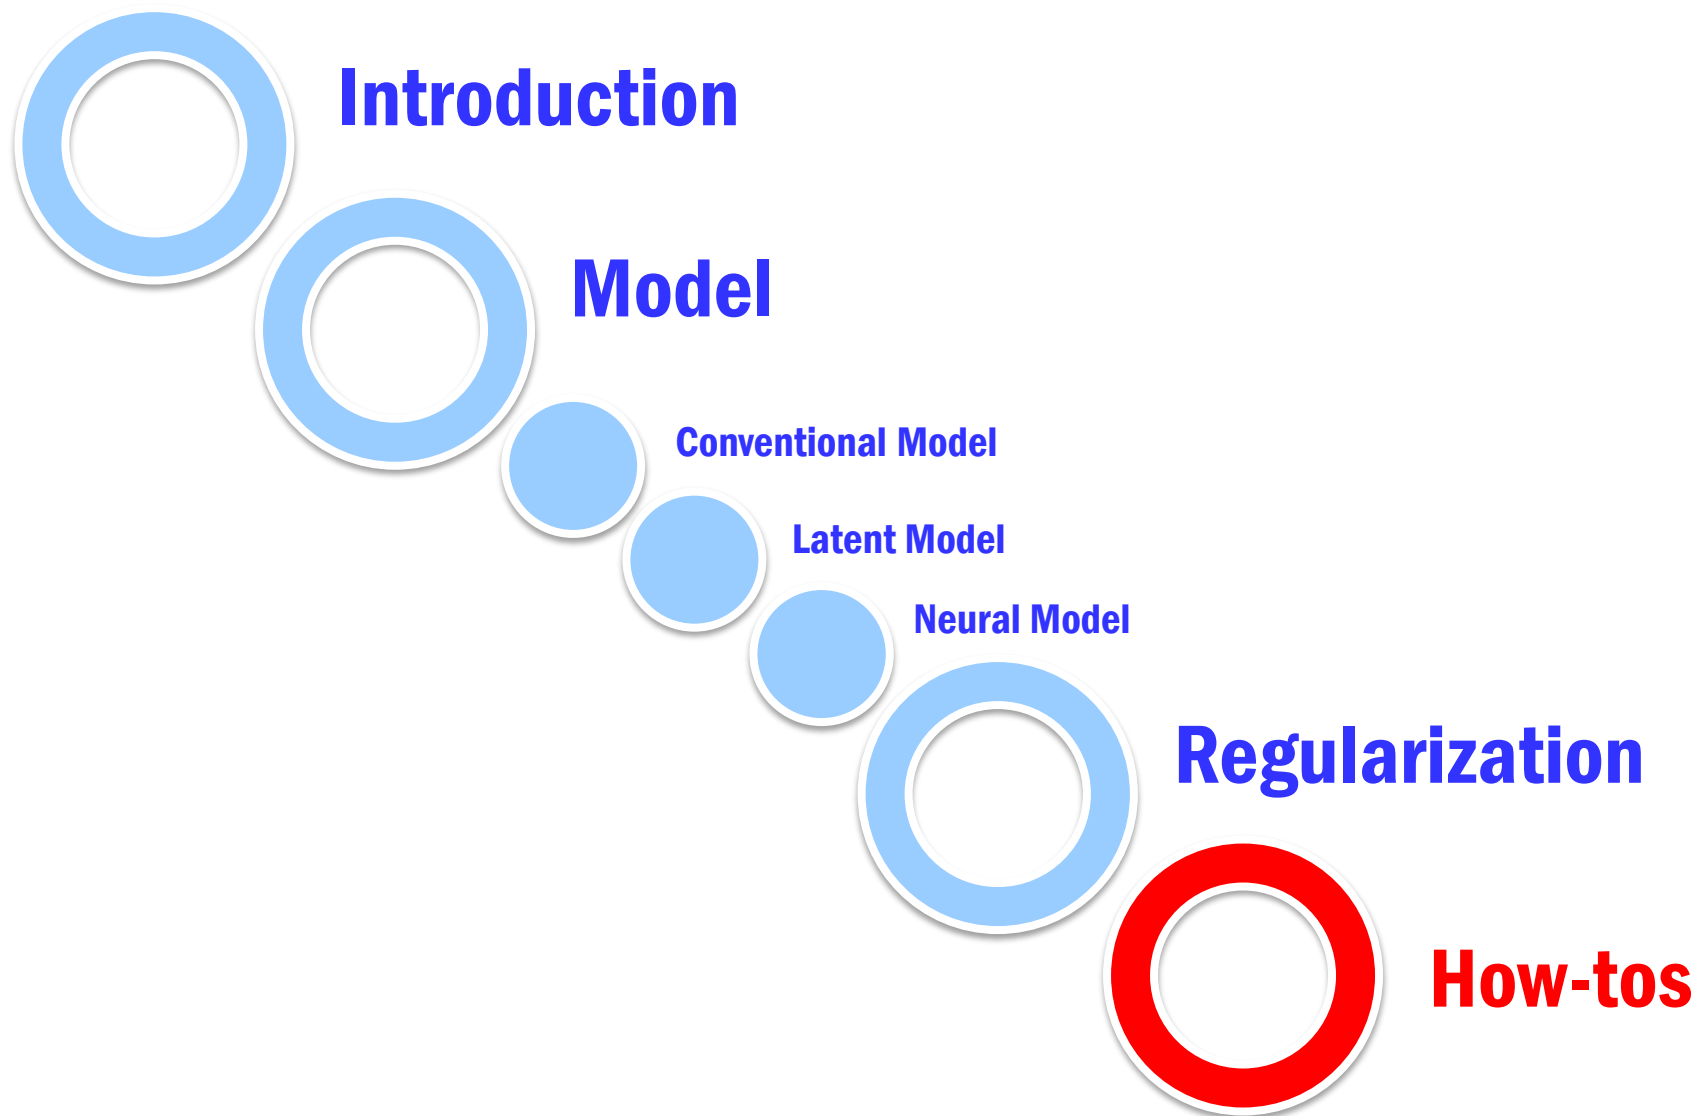 Introduction
Model
Conventional Model
Latent Model
Neural Model
Regularization
How-tos